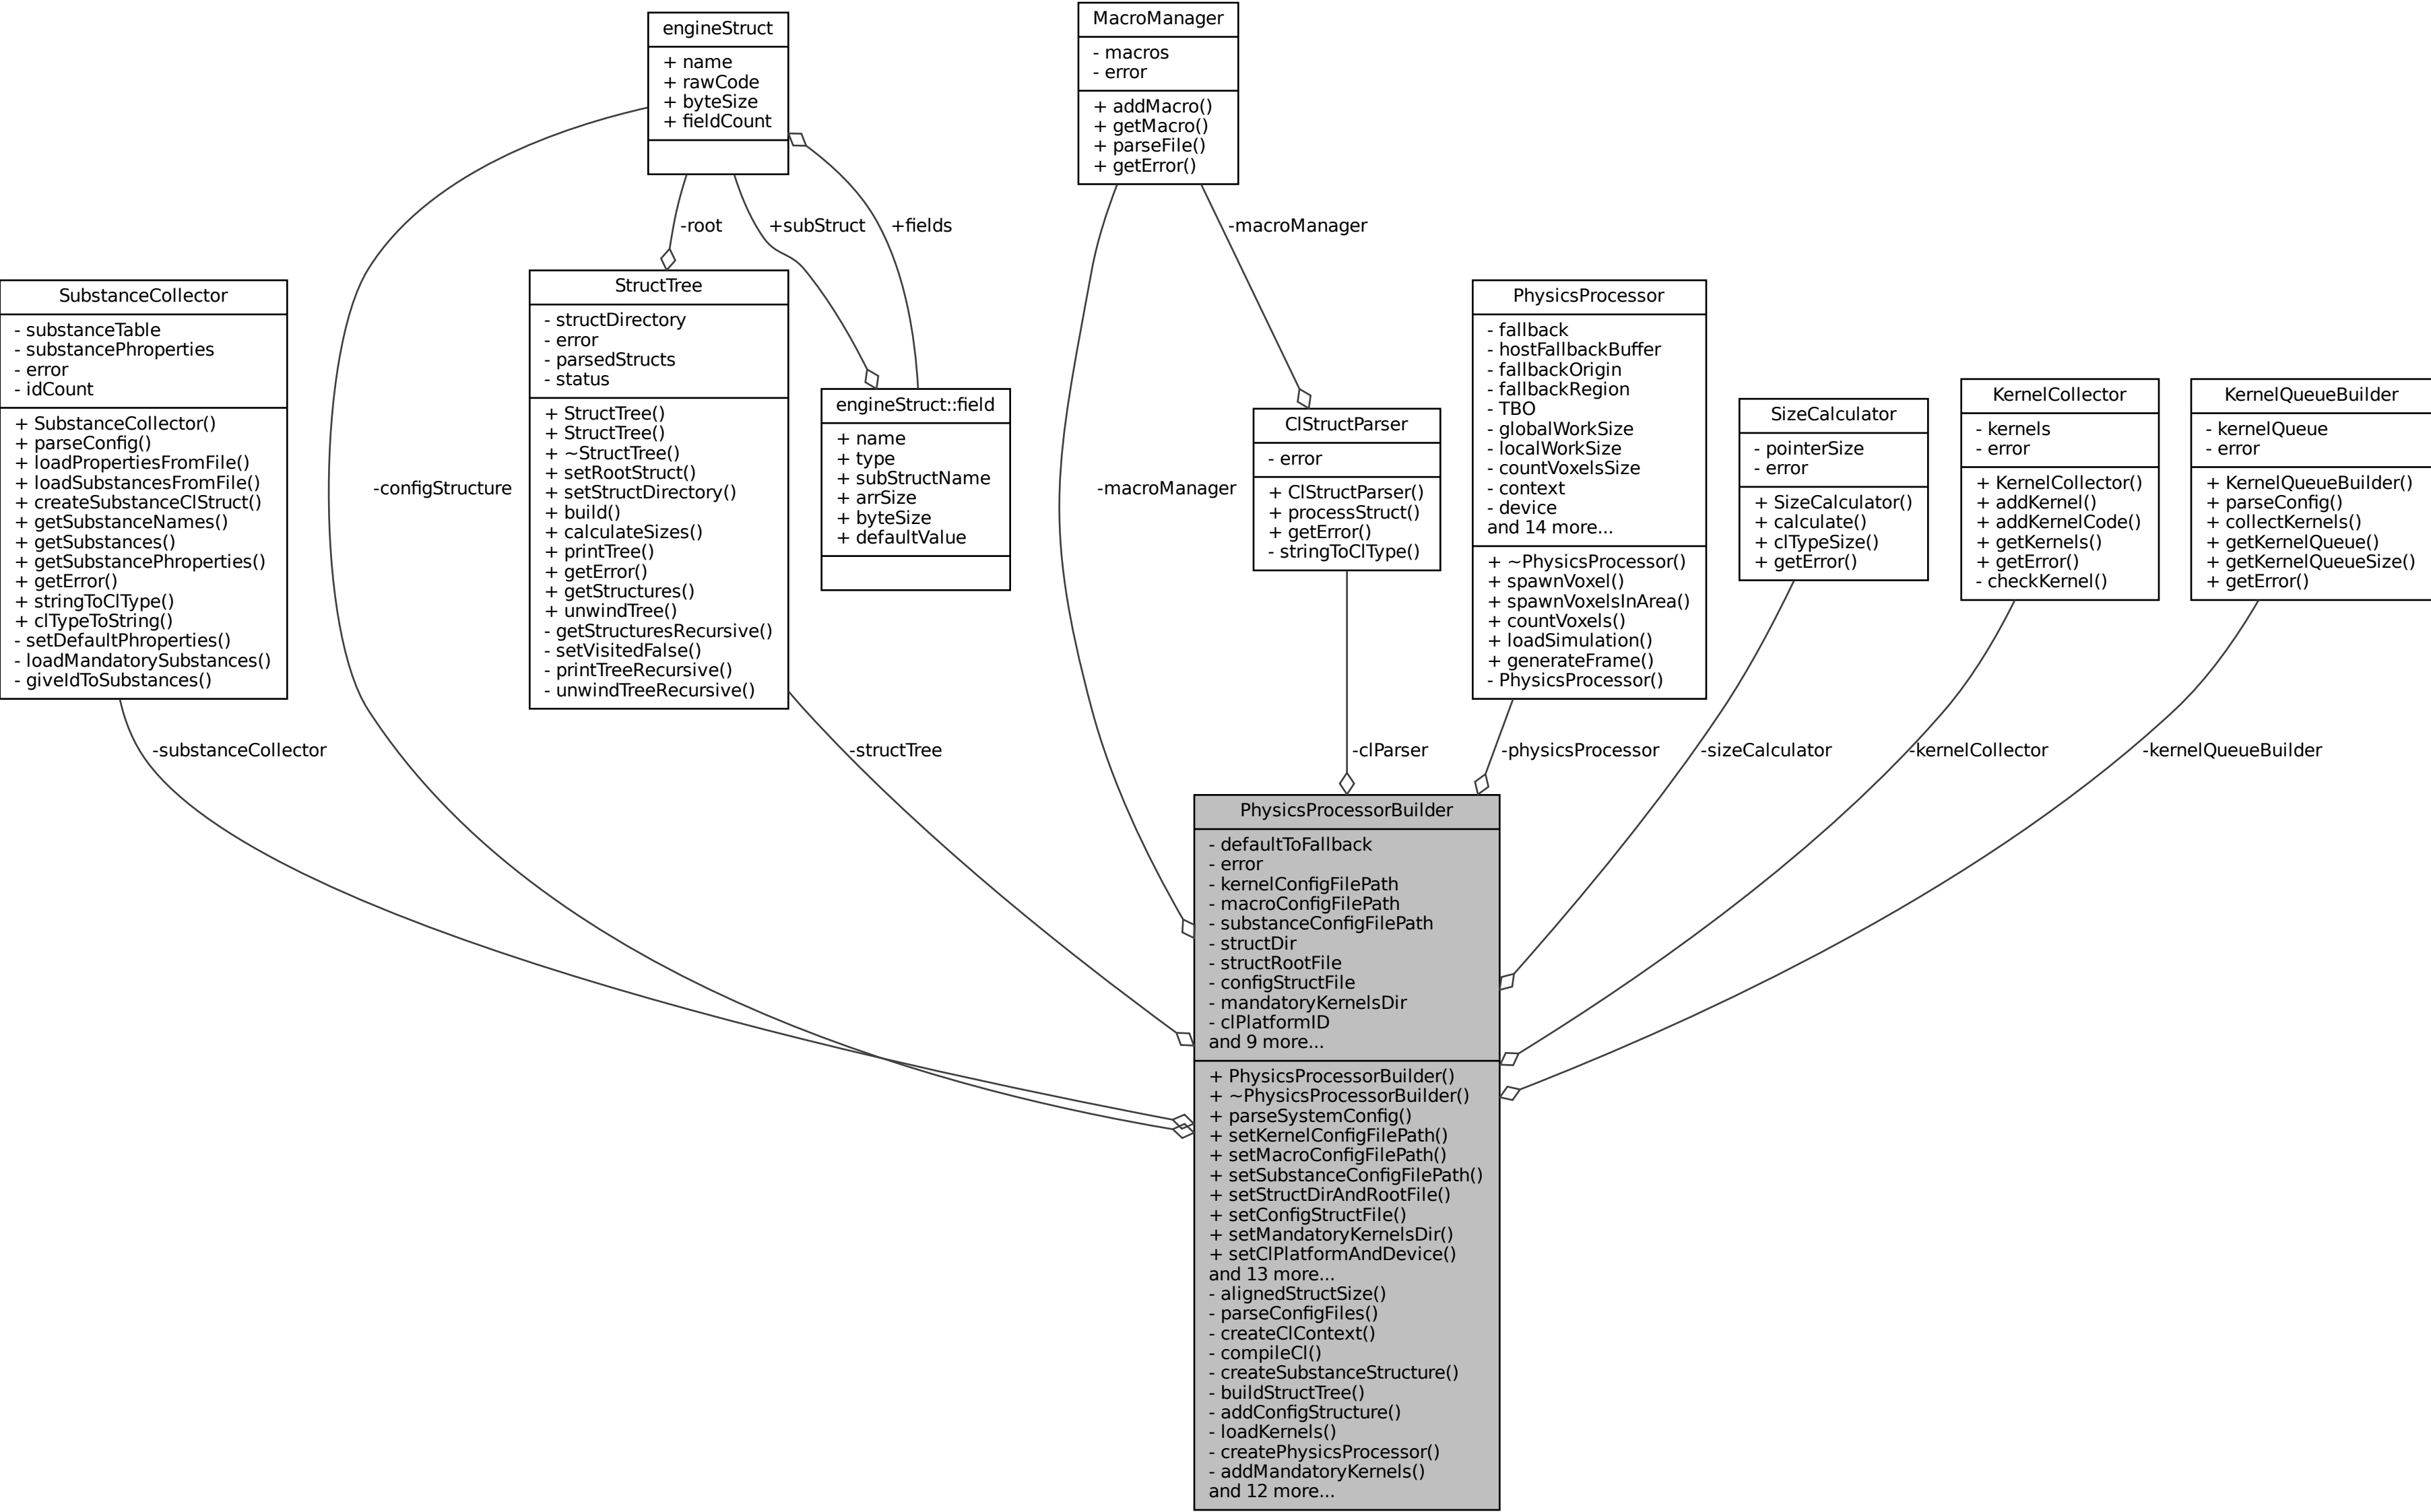 engineStruct
+ name
+ rawCode
+ byteSize
+ fieldCount
MacroManager
- macros
- error
+ addMacro()
+ getMacro()
+ parseFile()
+ getError()
-root
+subStruct
+fields
-macroManager
SubstanceCollector
- substanceTable
- substancePhroperties
- error
- idCount
+ SubstanceCollector()
+ parseConfig()
+ loadPropertiesFromFile()
+ loadSubstancesFromFile()
+ createSubstanceClStruct()
+ getSubstanceNames()
+ getSubstances()
+ getSubstancePhroperties()
+ getError()
+ stringToClType()
+ clTypeToString()
- setDefaultPhroperties()
- loadMandatorySubstances()
- giveIdToSubstances()
-configStructure
StructTree
- structDirectory
- error
- parsedStructs
- status
+ StructTree()
+ StructTree()
+ ~StructTree()
+ setRootStruct()
+ setStructDirectory()
+ build()
+ calculateSizes()
+ printTree()
+ getError()
+ getStructures()
+ unwindTree()
- getStructuresRecursive()
- setVisitedFalse()
- printTreeRecursive()
- unwindTreeRecursive()
engineStruct::field
+ name
+ type
+ subStructName
+ arrSize
+ byteSize
+ defaultValue
-macroManager
ClStructParser
- error
+ ClStructParser()
+ processStruct()
+ getError()
- stringToClType()
PhysicsProcessor
- fallback
- hostFallbackBuffer
- fallbackOrigin
- fallbackRegion
- TBO
- globalWorkSize
- localWorkSize
- countVoxelsSize
- context
- device
and 14 more...
+ ~PhysicsProcessor()
+ spawnVoxel()
+ spawnVoxelsInArea()
+ countVoxels()
+ loadSimulation()
+ generateFrame()
- PhysicsProcessor()
SizeCalculator
- pointerSize
- error
+ SizeCalculator()
+ calculate()
+ clTypeSize()
+ getError()
KernelCollector
- kernels
- error
+ KernelCollector()
+ addKernel()
+ addKernelCode()
+ getKernels()
+ getError()
- checkKernel()
KernelQueueBuilder
- kernelQueue
- error
+ KernelQueueBuilder()
+ parseConfig()
+ collectKernels()
+ getKernelQueue()
+ getKernelQueueSize()
+ getError()
-substanceCollector
-structTree
-clParser
-physicsProcessor
-sizeCalculator
-kernelCollector
-kernelQueueBuilder
PhysicsProcessorBuilder
- defaultToFallback
- error
- kernelConfigFilePath
- macroConfigFilePath
- substanceConfigFilePath
- structDir
- structRootFile
- configStructFile
- mandatoryKernelsDir
- clPlatformID
and 9 more...
+ PhysicsProcessorBuilder()
+ ~PhysicsProcessorBuilder()
+ parseSystemConfig()
+ setKernelConfigFilePath()
+ setMacroConfigFilePath()
+ setSubstanceConfigFilePath()
+ setStructDirAndRootFile()
+ setConfigStructFile()
+ setMandatoryKernelsDir()
+ setClPlatformAndDevice()
and 13 more...
- alignedStructSize()
- parseConfigFiles()
- createClContext()
- compileCl()
- createSubstanceStructure()
- buildStructTree()
- addConfigStructure()
- loadKernels()
- createPhysicsProcessor()
- addMandatoryKernels()
and 12 more...